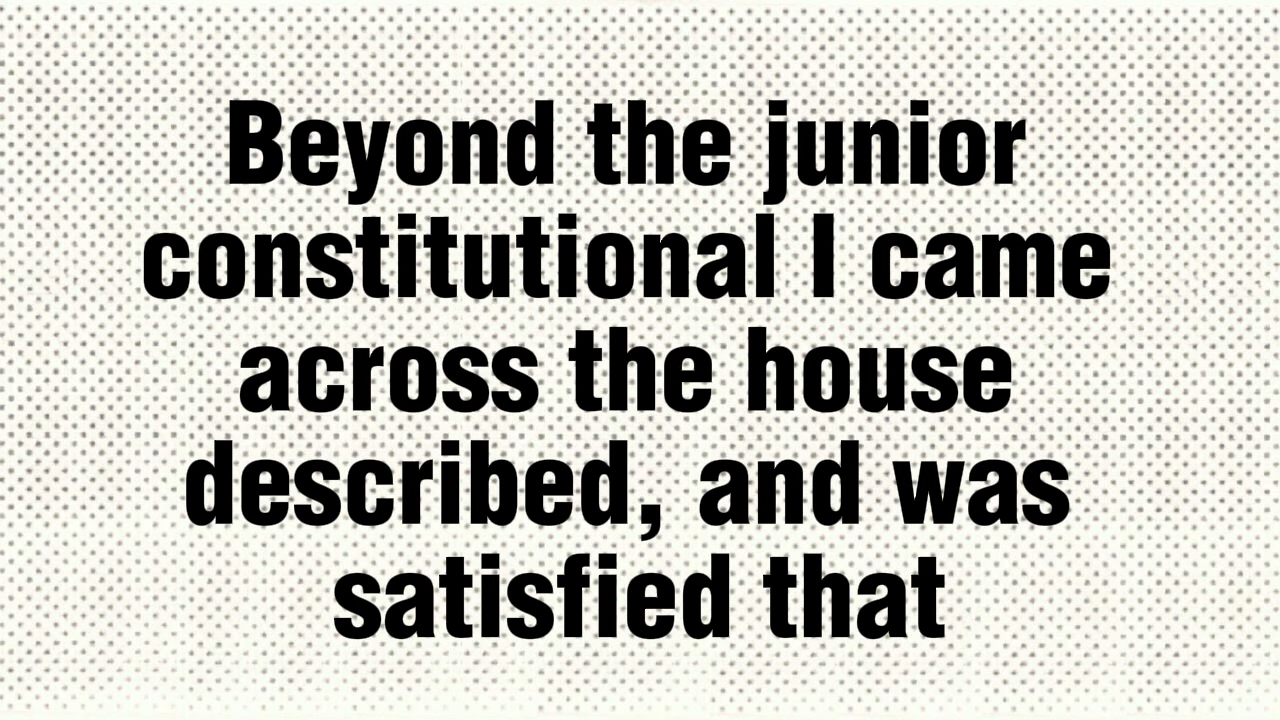 Beyond the junior
constitutional I came
across the house
described, and was
satisfied that